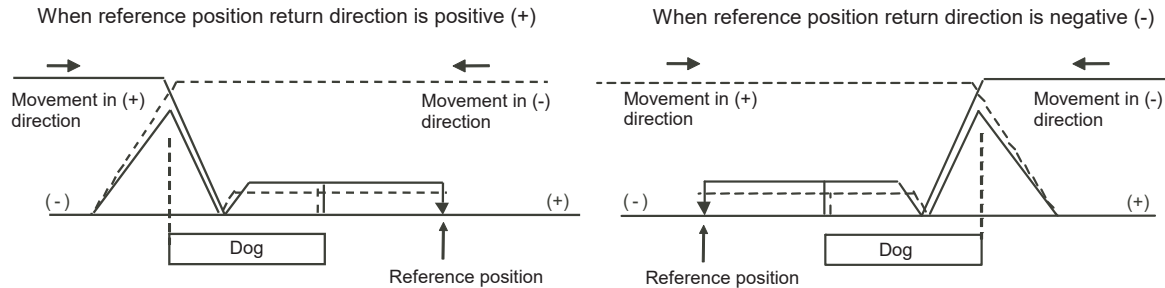 When reference position return direction is positive (+)
Movement in (+)
direction
Movement in (-)
direction
(-)
(+)
Dog
Reference position
When reference position return direction is negative (-)
Movement in (+)
direction
Movement in (-)
direction
(-)
(+)
Dog
Reference position